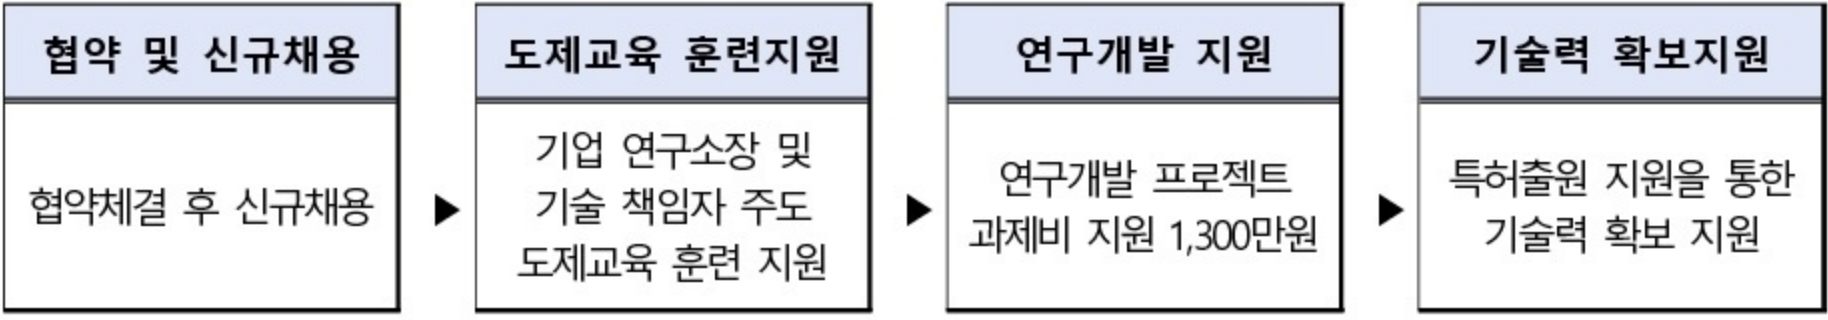 협약 및 신규채용
협약체결 후 신규채용
도제교육 훈련지원
기업 연구소장 및
기술 책임자 주도
도제교육 훈련 지원
연구개발 지원
연구개발 프로젝트
과제비 지원 1,300만원
기술력 확보지원
특허출원 지원을 통한
기술력 확보 지원